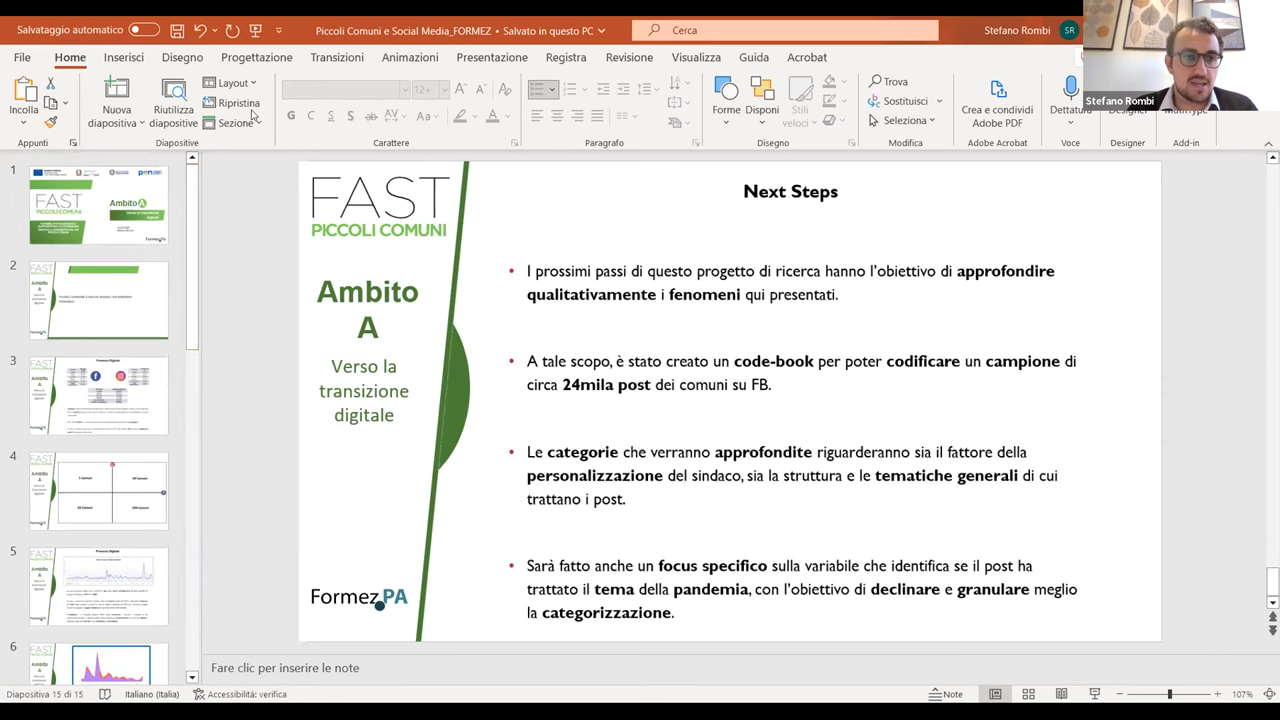 Salvataggio automatico
Piccoli Comuni e Social Media_FORMEZ • Salvato in questo PC
Cerca
Stefano Rombi
SR
File
Home
Inserisci
Disegno
Progettazione
Transizioni
Animazioni
Presentazione
Registra
Revisione
Visualizza
Guida
Acrobat
Stefano Rombi
Incolla
Nuova diapositiva
Riutilizza diapositive
Layout
Ripristina
Sezione
12+
Forme
Disponi
Stili veloci
Trova
Sostituisci
Seleziona
Crea e condividi
Adobe PDF
Dettatura
Designer
Appunti
Diapositive
Carattere
Paragrafo
Disegno
Modifica
Adobe Acrobat
Voce
Designer
Add-in
1
2
3
4
5
6
FAST
PICCOLI COMUNI
Ambito
A
Verso la
transizione
digitale
Formez PA
Next Steps
• I prossimi passi di questo progetto di ricerca hanno l'obiettivo di approfondire
qualitativamente i fenomeni qui presentati.
• A tale scopo, è stato creato un code-book per poter codificare un campione di
circa 24mila post dei comuni su FB.
• Le categorie che verranno approfondite riguarderanno sia il fattore della
personalizzazione del sindaco, sia la struttura e le tematiche generali di cui
trattano i post.
• Sarà fatto anche un focus specifico sulla variabile che identifica se il post ha
trattato il tema della pandemia, con l'obiettivo di declinare e granulare meglio
la categorizzazione.
Fare clic per inserire le note
Diapositiva 15 di 15
Italiano (Italia)
Accessibilità: verifica
Note
107%